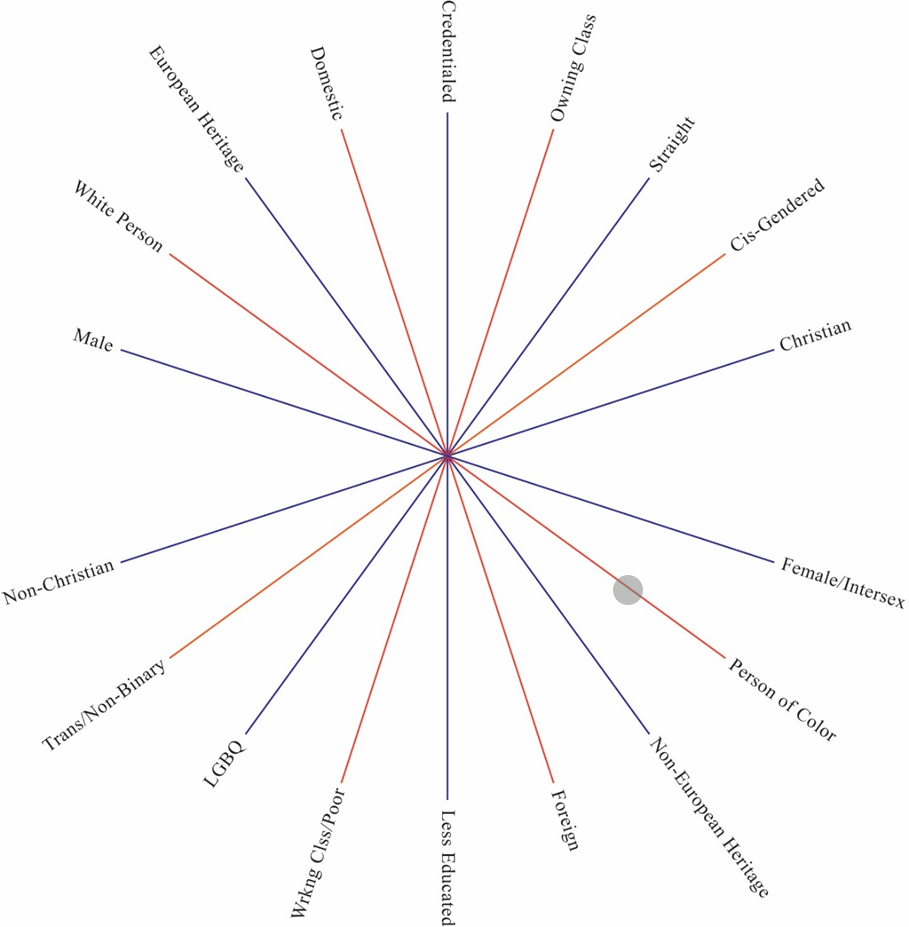 Credentialed
Owning Class
Straight
Cis-Gendered
Christian
Female/Intersex
Person of Color
Non-European Heritage
Foreign
Less Educated
Wrkng Clss/Poor
LGBQ
Trans/Non-Binary
Non-Christian
Male
White Person
European Heritage
Domestic